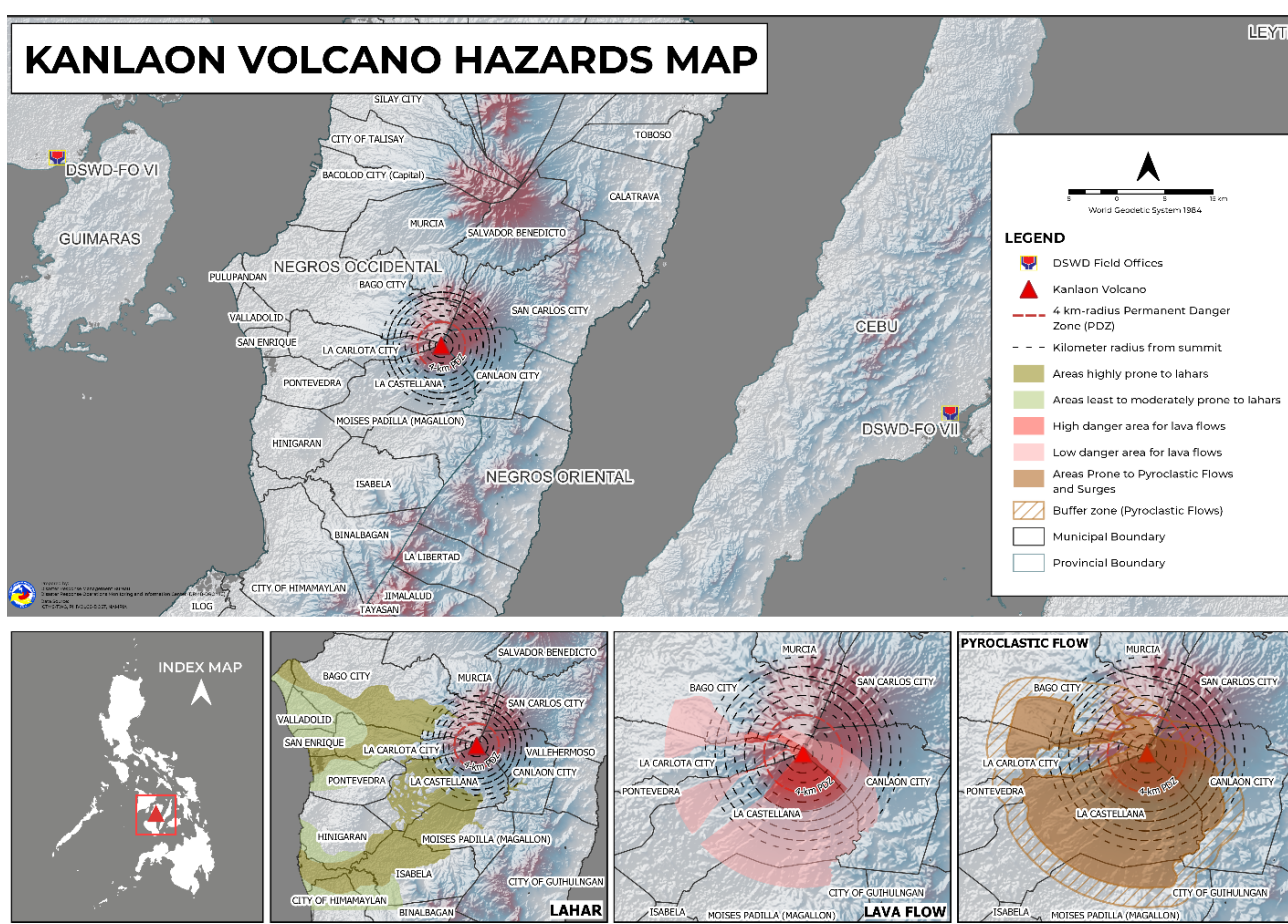 KANLAON VOLCANO HAZARDS MAP
LEYT
SILAY CITY
CITY OF TALISAY
TOBOSO
BACOLOD CITY (Capital)
DSWD-FO VI
CALATRAVA
MURCIA
SALVADOR BENEDICTO
GUIMARAS
NEGROS OCCIDENTAL
PULUPANDAN
BAGO CITY
SAN CARLOS CITY
VALLADOLID
SAN ENRIQUE
LA CARLOTA CITY
4-km PDZ
CEBU
PONTEVEDRA
LA CASTELLANA
CANLAON CITY
MOISES PADILLA (MAGALLON)
HINIGARAN
DSWD-FO VII
ISABELA
NEGROS ORIENTAL
BINALBAGAN
LA LIBERTAD
CITY OF HIMAMAYLAN
JIMALALUD
TAYASAN
ILOG
5 0 5 15 km
World Geodetic System 1984
LEGEND
DSWD Field Offices
Kanlaon Volcano
4 km-radius Permanent Danger
Zone (PDZ)
Kilometer radius from summit
Areas highly prone to lahars
Areas least to moderately prone to lahars
High danger area for lava flows
Low danger area for lava flows
Areas Prone to Pyroclastic Flows
and Surges
Buffer zone (Pyroclastic Flows)
Municipal Boundary
Provincial Boundary
INDEX MAP
SALVADOR BENEDICTO
BAGO CITY
MURCIA
SAN CARLOS CITY
VALLADOLID
SAN ENRIQUE
LA CARLOTA CITY
VALLEHERMOSO
4-km PDZ
CANLAON CITY
PONTEVEDRA
LA CASTELLANA
HINIGARAN
MOISES PADILLA (MAGALLON)
ISABELA
CITY OF GUIHULNGAN
CITY OF HIMAMAYLAN
BINALBAGAN
LAHAR
MURCIA
BAGO CITY
SAN CARLOS CITY
LA CARLOTA CITY
CANLAON CITY
PONTEVEDRA
4-km PDZ
LA CASTELLANA
CITY OF GUIHULNGAN
ISABELA
MOISES PADILLA (MAGALLON)
LAVA FLOW
PYROCLASTIC FLOW
MURCIA
BAGO CITY
SAN CARLOS CITY
LA CARLOTA CITY
CANLAON CITY
PONTEVEDRA
4-km PDZ
LA CASTELLANA
CITY OF GUIHULNGAN
ISABELA
MOISES PADILLA (MAGALLON)